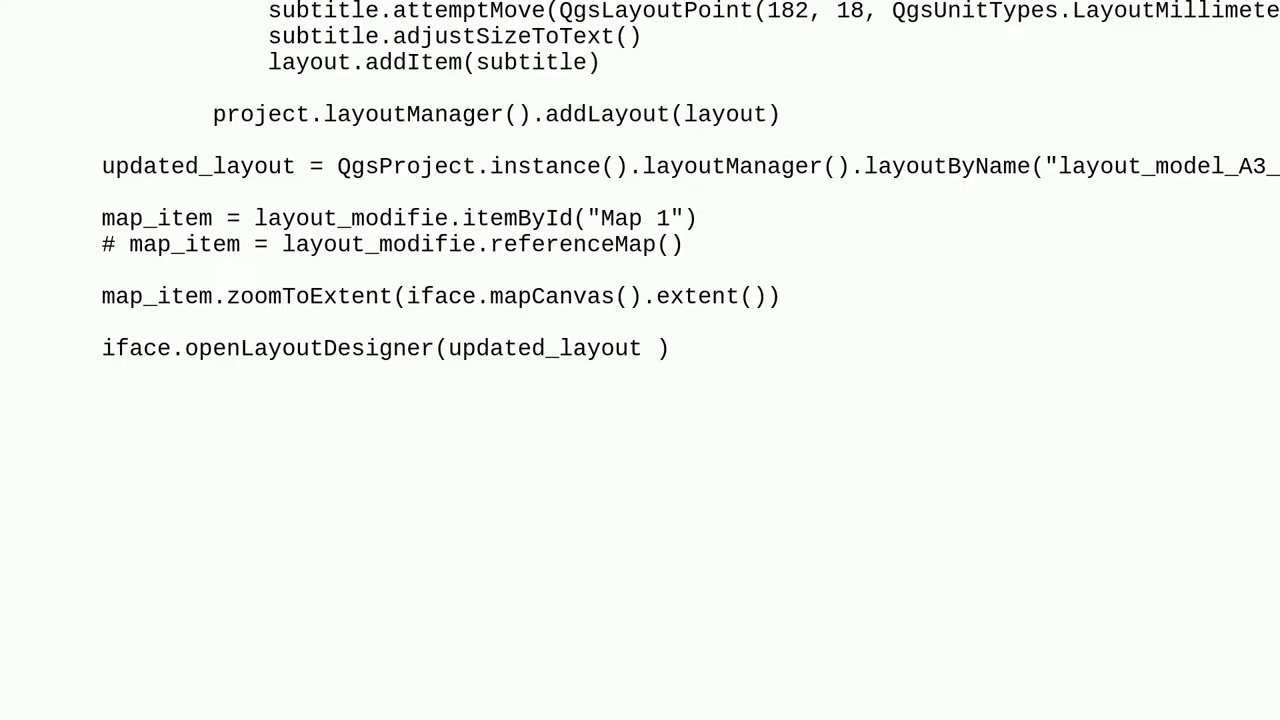 subtitle.attemptMove(QgsLayoutPoint(182, 18, QgsUnitTypes.LayoutMillimete
subtitle.adjustSizeToText()
layout.addItem(subtitle)
project.layoutManager().addLayout(layout)
updated_layout = QgsProject.instance().layoutManager().layoutByName("layout_model_A3_
map_item = layout_modifie.itemById("Map 1")
# map_item = layout_modifie.referenceMap()
map_item.zoomToExtent(iface.mapCanvas().extent())
iface.openLayoutDesigner(updated_layout )